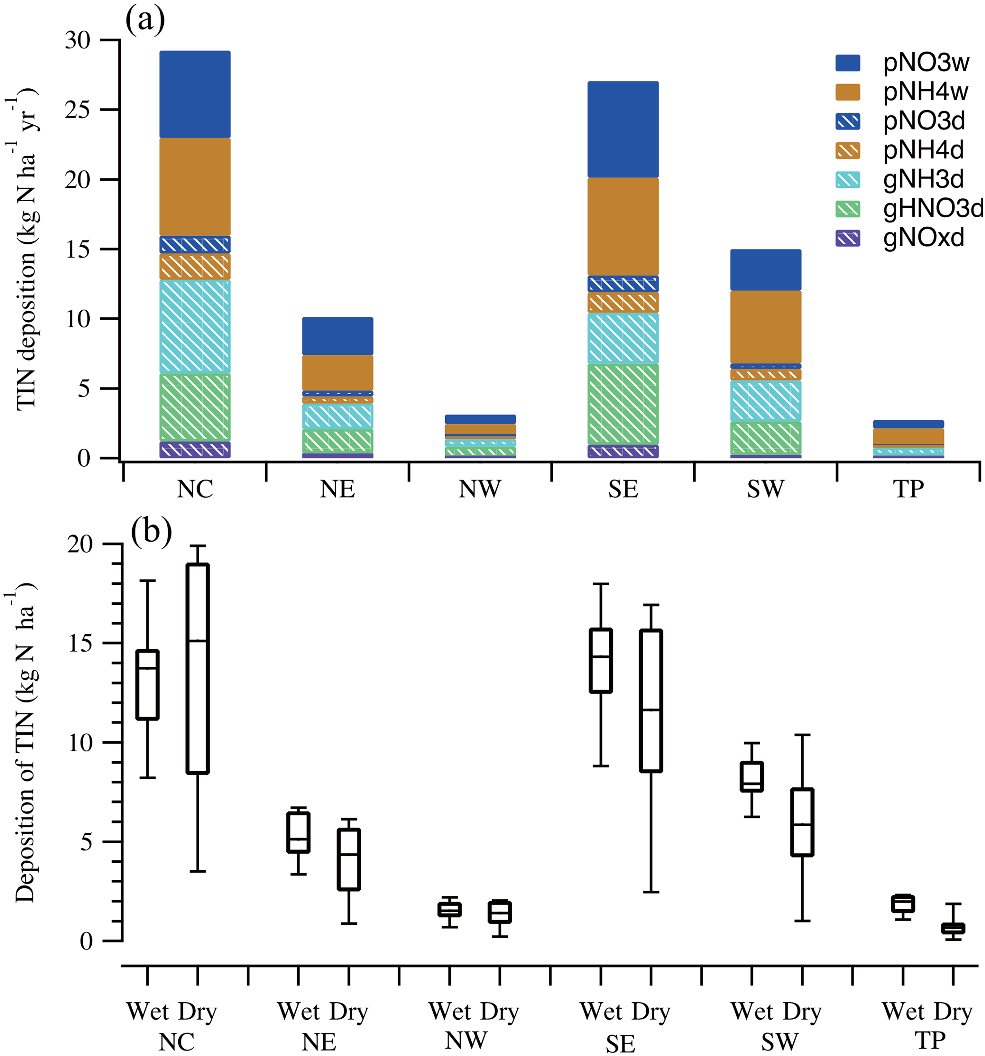 (a)
TIN deposition (kg N ha⁻¹ yr⁻¹)
30
25
20
15
10
5
0
pNO3w
pNH4w
pNO3d
pNH4d
gNH3d
gHNO3d
gNOxd
NC NE NW SE SW TP
(b)
Deposition of TIN (kg N ha⁻¹)
20
15
10
5
0
Wet Dry Wet Dry Wet Dry Wet Dry Wet Dry Wet Dry
NC NE NW SE SW TP